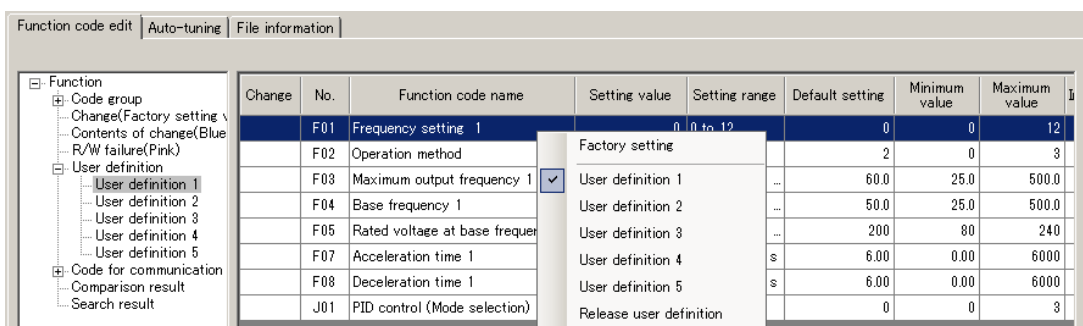 Function code edit Auto-tuning File information
Function
Code group
Change(Factory setting
Contents of change(Blue
R/W failure(Pink)
User definition
User definition 1
User definition 2
User definition 3
User definition 4
User definition 5
Code for communication
Comparison result
Search result
Change No. Function code name Setting value Setting range Default setting Minimum value Maximum value
F01 Frequency setting 1 0 0 to 12 0 0 12
F02 Operation method 2 0 3
F03 Maximum output frequency 1 ... 60.0 25.0 500.0
F04 Base frequency 1 ... 50.0 25.0 500.0
F05 Rated voltage at base frequen ... 200 80 240
F07 Acceleration time 1 s 6.00 0.00 6000
F08 Deceleration time 1 s 6.00 0.00 6000
J01 PID control (Mode selection) 0 0 3
Factory setting
User definition 1
User definition 2
User definition 3
User definition 4
User definition 5
Release user definition